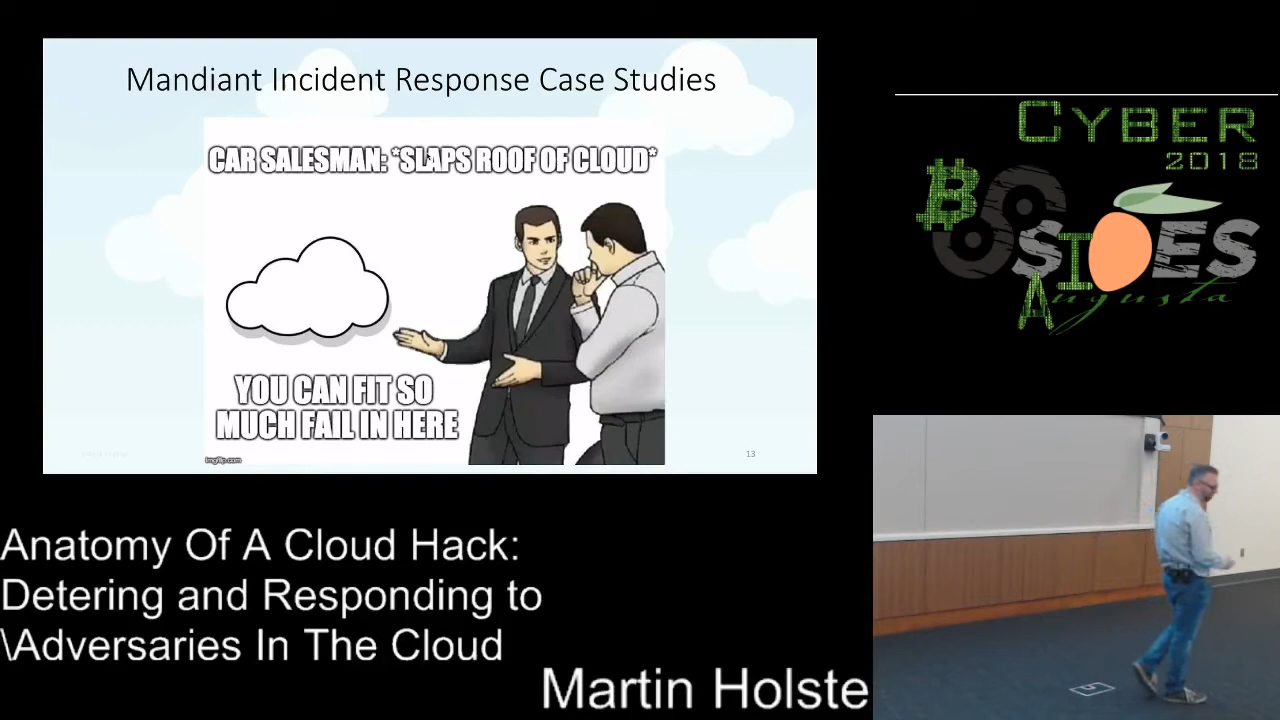 Mandiant Incident Response Case Studies
CAR SALESMAN: *SLAPS ROOF OF CLOUD*
YOU CAN FIT SO
MUCH FAIL IN HERE
imgflip.com
13
CYBER
2018
BSIDES
Augusta
Anatomy Of A Cloud Hack:
Detering and Responding to
\Adversaries In The Cloud
Martin Holste